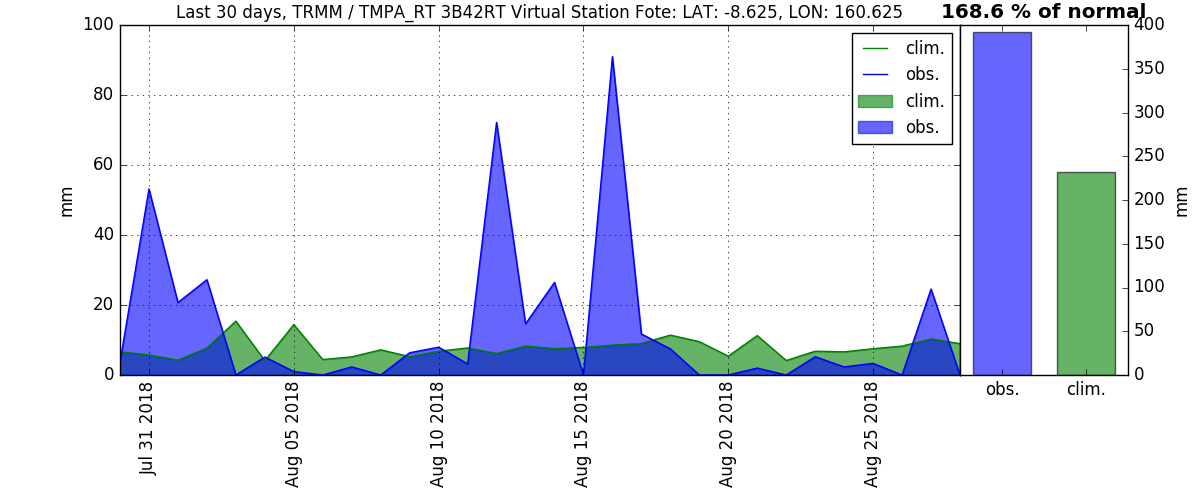 Last 30 days, TRMM / TMPA_RT 3B42RT Virtual Station Fote: LAT: -8.625, LON: 160.625
168.6 % of normal
100
80
60
40
20
0
mm
clim.
obs.
clim.
obs.
400
350
300
250
200
150
100
50
0
mm
obs.
clim.
Jul 31 2018
Aug 05 2018
Aug 10 2018
Aug 15 2018
Aug 20 2018
Aug 25 2018